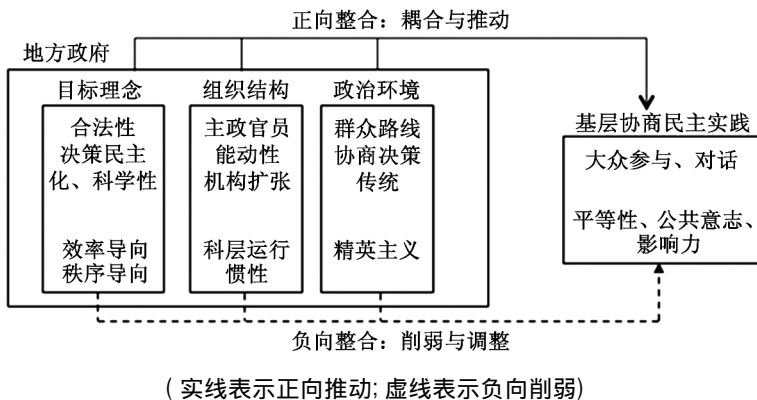 正向整合：耦合与推动
地方政府
目标理念
合法性
决策民主
化、科学性
效率导向
秩序导向
组织结构
主政官员
能动性
机构扩张
科层运行
惯性
政治环境
群众路线
协商决策
传统
精英主义
基层协商民主实践
大众参与、对话
平等性、公共意志、
影响力
负向整合：削弱与调整
( 实线表示正向推动; 虚线表示负向削弱)